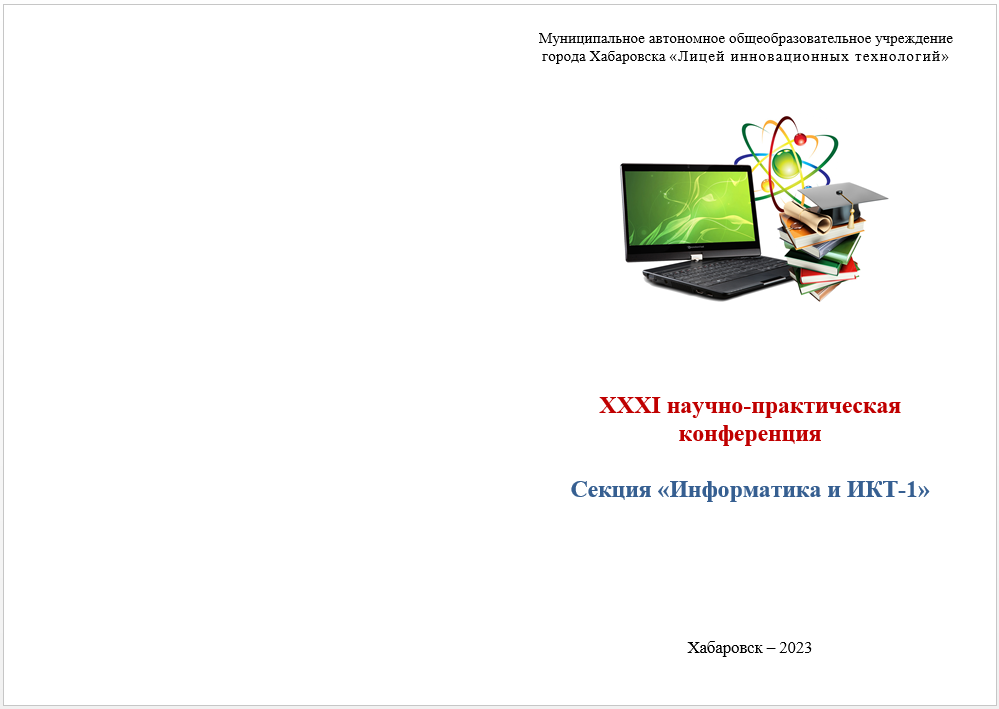 Муниципальное автономное общеобразовательное учреждение
города Хабаровска «Лицей инновационных технологий»
XXXI научно-практическая
конференция
Секция «Информатика и ИКТ-1»
Хабаровск – 2023